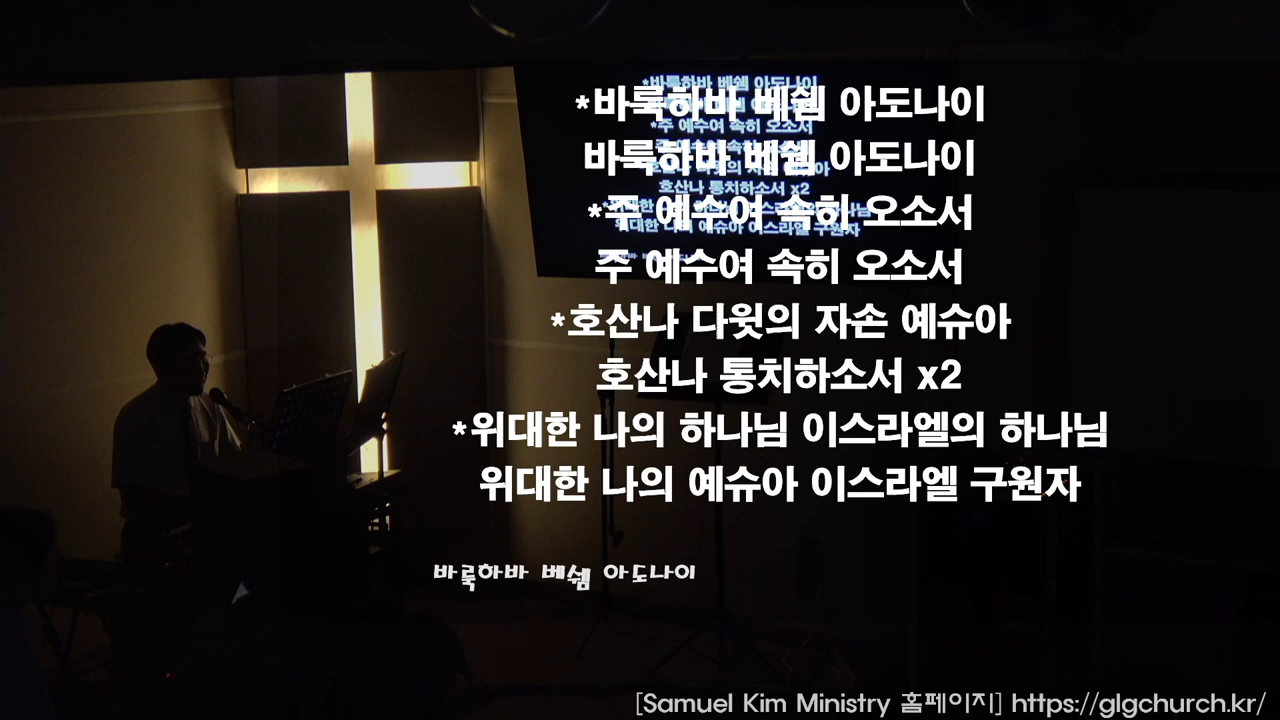 *바룩하바 베쉠 아도나이
바룩하바 베쉠 아도나이
*주 예수여 속히 오소서
주 예수여 속히 오소서
*호산나 다윗의 자손 예슈아
호산나 통치하소서 x2
*위대한 나의 하나님 이스라엘의 하나님
위대한 나의 예슈아 이스라엘 구원자
바룩하바 베쉠 아도나이
[Samuel Kim Ministry 홈페이지] https://glgchurch.kr/